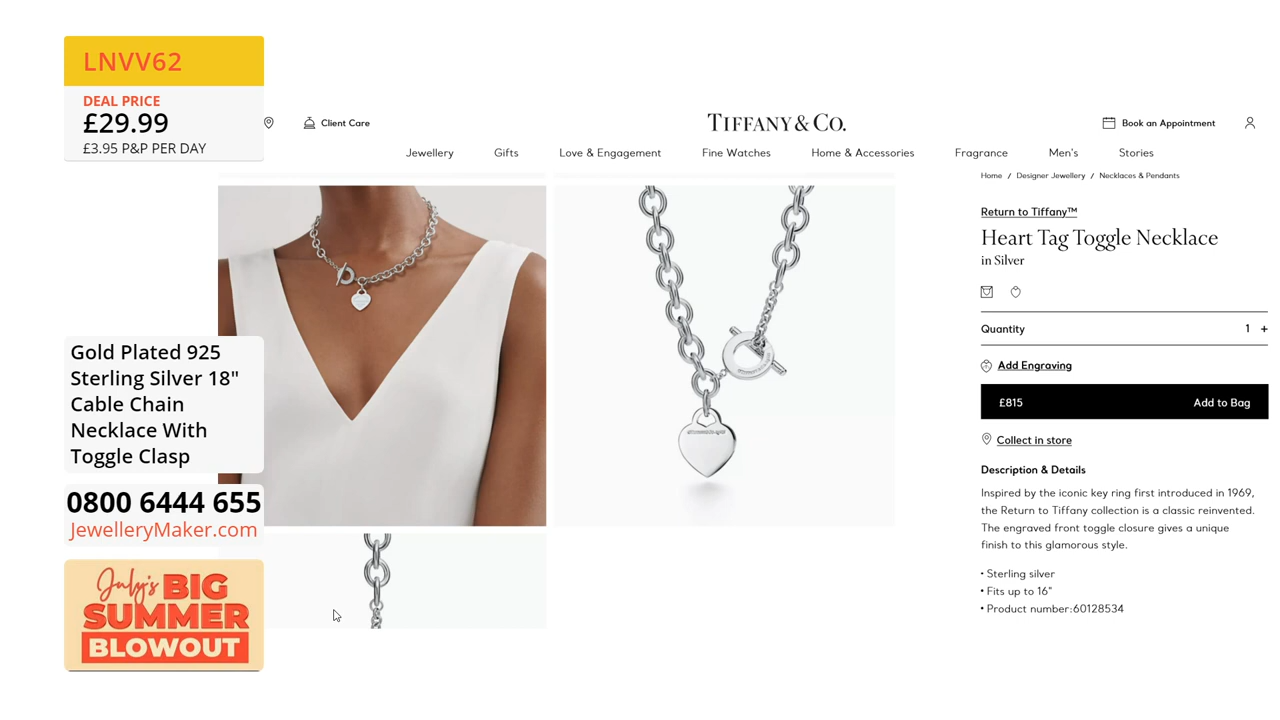 LNVV62
DEAL PRICE
£29.99
£3.95 P&P PER DAY
Client Care
TIFFANY & CO.
Book an Appointment
Jewellery Gifts Love & Engagement Fine Watches Home & Accessories Fragrance Men's Stories
Home / Designer Jewellery / Necklaces & Pendants
Return to Tiffany™
Heart Tag Toggle Necklace
in Silver
Quantity 1 +
Add Engraving
£815 Add to Bag
Collect in store
Description & Details
Inspired by the iconic key ring first introduced in 1969,
the Return to Tiffany collection is a classic reinvented.
The engraved front toggle closure gives a unique
finish to this glamorous style.
• Sterling silver
• Fits up to 16"
• Product number:60128534
Gold Plated 925
Sterling Silver 18"
Cable Chain
Necklace With
Toggle Clasp
0800 6444 655
JewelleryMaker.com
July's BIG
SUMMER
BLOWOUT